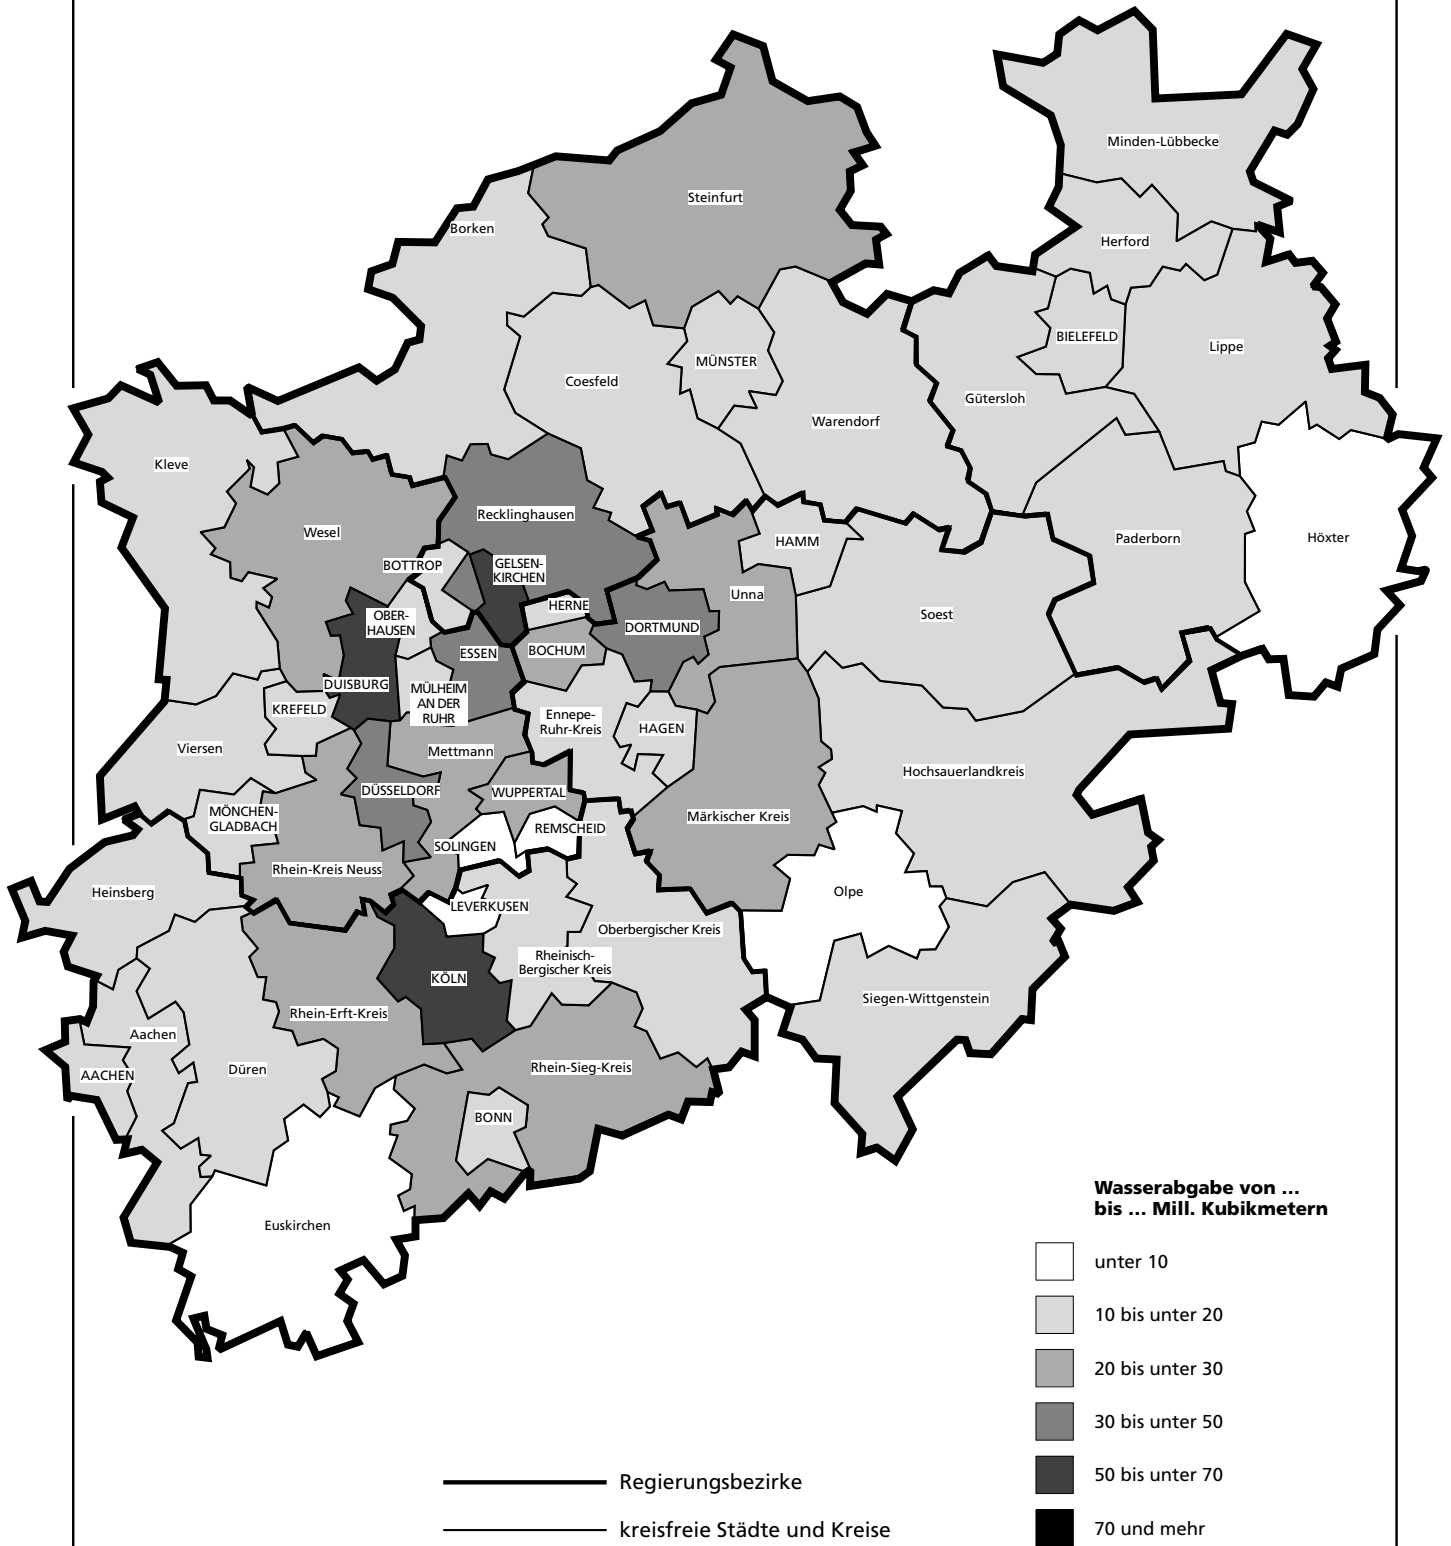 Minden-Lübbecke
Steinfurt
Borken
Herford
BIELEFELD
Lippe
MÜNSTER
Coesfeld
Gütersloh
Warendorf
Kleve
Recklinghausen
Wesel
HAMM
Paderborn
Höxter
BOTTROP
GELSEN-
KIRCHEN
Unna
HERNE
Soest
OBER-
HAUSEN
DORTMUND
ESSEN
BOCHUM
DUISBURG
MÜLHEIM
AN DER
RUHR
KREFELD
Ennepe-
Ruhr-Kreis
HAGEN
Viersen
Mettmann
Hochsauerlandkreis
DÜSSELDORF
WUPPERTAL
MÖNCHEN-
GLADBACH
Märkischer Kreis
REMSCHEID
SOLINGEN
Rhein-Kreis Neuss
Heinsberg
Olpe
LEVERKUSEN
Oberbergischer Kreis
Rheinisch-
Bergischer Kreis
KÖLN
Siegen-Wittgenstein
Rhein-Erft-Kreis
Aachen
Düren
Rhein-Sieg-Kreis
AACHEN
BONN
Euskirchen
Wasserabgabe von ...
bis ... Mill. Kubikmetern
unter 10
10 bis unter 20
20 bis unter 30
30 bis unter 50
50 bis unter 70
70 und mehr
Regierungsbezirke
kreisfreie Städte und Kreise